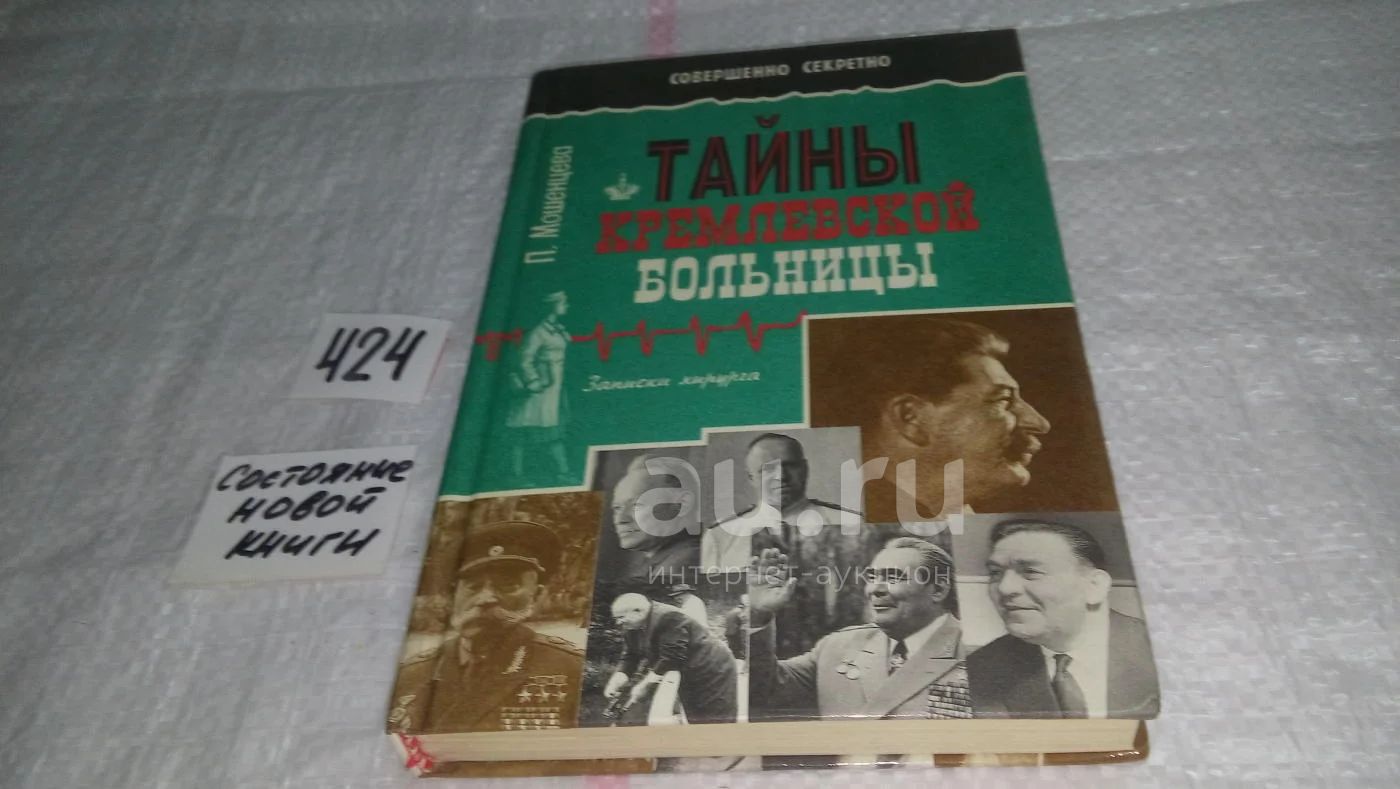 СОВЕРШЕННО СЕКРЕТНО
П. Мошенцева
ТАЙНЫ
КРЕМЛЕВСКОЙ
БОЛЬНИЦЫ
Записки хирурга
424
Состояние
новой
книги
au.ru
интернет-аукцион